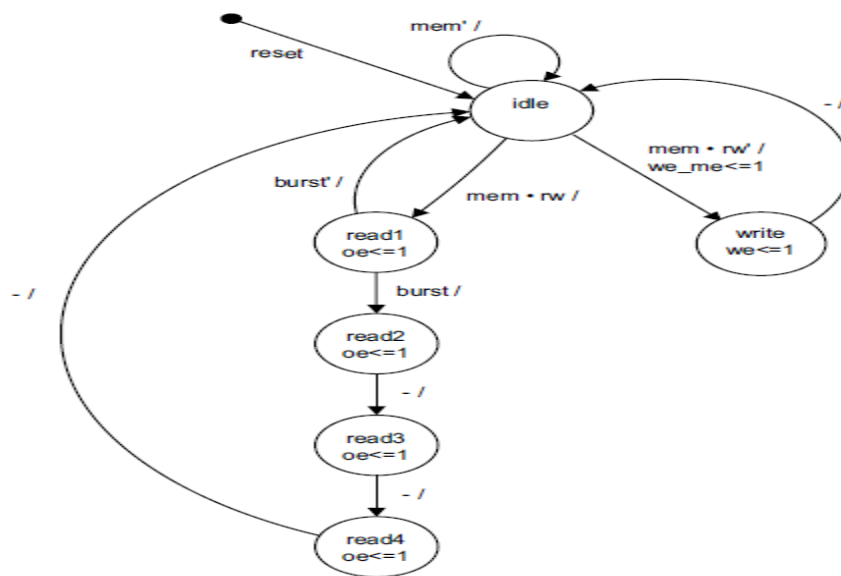 mem' /
reset
idle
- /
mem • rw' /
we_me<=1
burst' /
mem • rw /
read1
oe<=1
write
we<=1
- /
burst /
read2
oe<=1
- /
read3
oe<=1
- /
read4
oe<=1